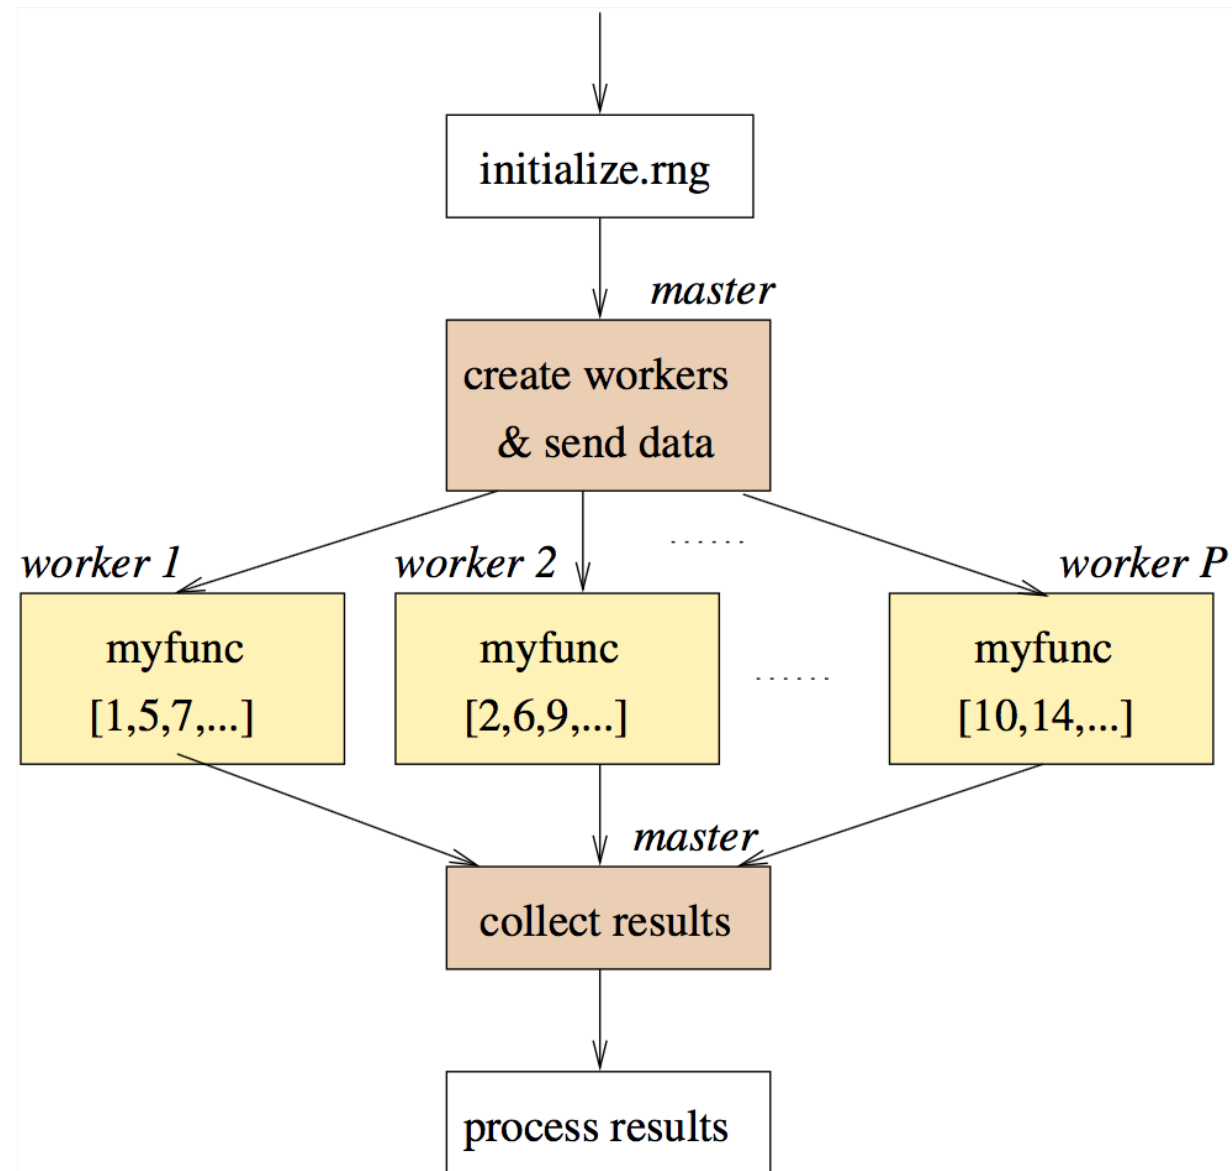 initialize.rng
master
create workers
& send data
worker 1
worker 2
......
worker P
myfunc
[1,5,7,...]
myfunc
[2,6,9,...]
......
myfunc
[10,14,...]
master
collect results
process results